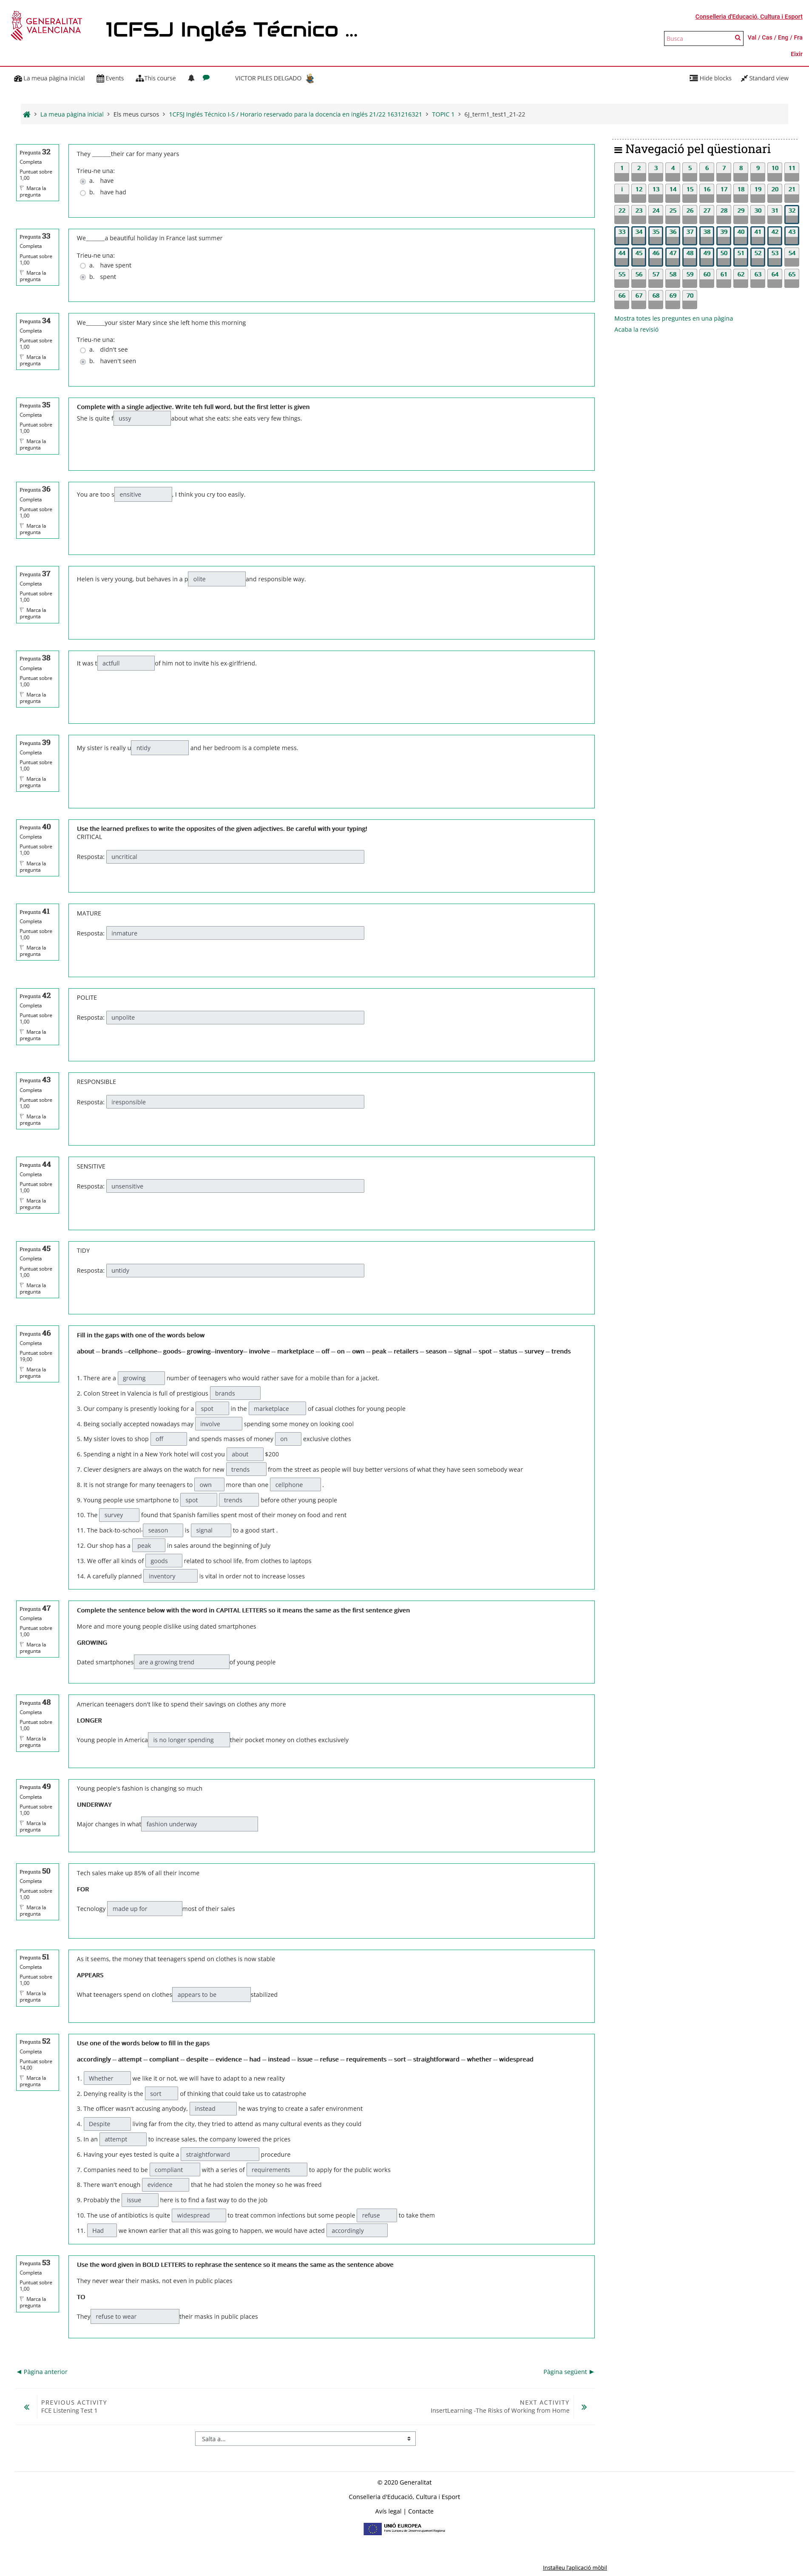 GENERALITAT VALENCIANA
1CFSJ Inglés Técnico ...
Conselleria d'Educació, Cultura i Esport
Busca
Val / Cas / Eng / Fra
Eixir
La meua pàgina inicial Events This course VICTOR PILES DELGADO Hide blocks Standard view
La meua pàgina inicial > Els meus cursos > 1CFSJ Inglés Técnico I-S / Horario reservado para la docencia en inglés 21/22 1631216321 > TOPIC 1 > 6J_term1_test1_21-22
Pregunta 32
Completa
Puntuat sobre 1,00
Marca la pregunta
They _______their car for many years
Trieu-ne una:
a. have
b. have had
Pregunta 33
Completa
Puntuat sobre 1,00
Marca la pregunta
We_______a beautiful holiday in France last summer
Trieu-ne una:
a. have spent
b. spent
Pregunta 34
Completa
Puntuat sobre 1,00
Marca la pregunta
We_______your sister Mary since she left home this morning
Trieu-ne una:
a. didn't see
b. haven't seen
Pregunta 35
Completa
Puntuat sobre 1,00
Marca la pregunta
Complete with a single adjective. Write teh full word, but the first letter is given
She is quite f ussy about what she eats: she eats very few things.
Pregunta 36
Completa
Puntuat sobre 1,00
Marca la pregunta
You are too s ensitive , I think you cry too easily.
Pregunta 37
Completa
Puntuat sobre 1,00
Marca la pregunta
Helen is very young, but behaves in a p olite and responsible way.
Pregunta 38
Completa
Puntuat sobre 1,00
Marca la pregunta
It was t actfull of him not to invite his ex-girlfriend.
Pregunta 39
Completa
Puntuat sobre 1,00
Marca la pregunta
My sister is really u ntidy and her bedroom is a complete mess.
Pregunta 40
Completa
Puntuat sobre 1,00
Marca la pregunta
Use the learned prefixes to write the opposites of the given adjectives. Be careful with your typing!
CRITICAL
Resposta: uncritical
Pregunta 41
Completa
Puntuat sobre 1,00
Marca la pregunta
MATURE
Resposta: inmature
Pregunta 42
Completa
Puntuat sobre 1,00
Marca la pregunta
POLITE
Resposta: unpolite
Pregunta 43
Completa
Puntuat sobre 1,00
Marca la pregunta
RESPONSIBLE
Resposta: iresponsible
Pregunta 44
Completa
Puntuat sobre 1,00
Marca la pregunta
SENSITIVE
Resposta: unsensitive
Pregunta 45
Completa
Puntuat sobre 1,00
Marca la pregunta
TIDY
Resposta: untidy
Pregunta 46
Completa
Puntuat sobre 19,00
Marca la pregunta
Fill in the gaps with one of the words below
about -- brands --cellphone-- goods-- growing--inventory-- involve -- marketplace -- off -- on -- own -- peak -- retailers -- season -- signal -- spot -- status -- survey -- trends
1. There are a growing number of teenagers who would rather save for a mobile than for a jacket.
2. Colon Street in Valencia is full of prestigious brands
3. Our company is presently looking for a spot in the marketplace of casual clothes for young people
4. Being socially accepted nowadays may involve spending some money on looking cool
5. My sister loves to shop off and spends masses of money on exclusive clothes
6. Spending a night in a New York hotel will cost you about $200
7. Clever designers are always on the watch for new trends from the street as people will buy better versions of what they have seen somebody wear
8. It is not strange for many teenagers to own more than one cellphone .
9. Young people use smartphone to spot trends before other young people
10. The survey found that Spanish families spent most of their money on food and rent
11. The back-to-school- season is signal to a good start .
12. Our shop has a peak in sales around the beginning of July
13. We offer all kinds of goods related to school life, from clothes to laptops
14. A carefully planned inventory is vital in order not to increase losses
Pregunta 47
Completa
Puntuat sobre 1,00
Marca la pregunta
Complete the sentence below with the word in CAPITAL LETTERS so it means the same as the first sentence given
More and more young people dislike using dated smartphones
GROWING
Dated smartphones are a growing trend of young people
Pregunta 48
Completa
Puntuat sobre 1,00
Marca la pregunta
American teenagers don't like to spend their savings on clothes any more
LONGER
Young people in America is no longer spending their pocket money on clothes exclusively
Pregunta 49
Completa
Puntuat sobre 1,00
Marca la pregunta
Young people's fashion is changing so much
UNDERWAY
Major changes in what fashion underway
Pregunta 50
Completa
Puntuat sobre 1,00
Marca la pregunta
Tech sales make up 85% of all their income
FOR
Tecnology made up for most of their sales
Pregunta 51
Completa
Puntuat sobre 1,00
Marca la pregunta
As it seems, the money that teenagers spend on clothes is now stable
APPEARS
What teenagers spend on clothes appears to be stabilized
Pregunta 52
Completa
Puntuat sobre 14,00
Marca la pregunta
Use one of the words below to fill in the gaps
accordingly -- attempt -- compliant -- despite -- evidence -- had -- instead -- issue -- refuse -- requirements -- sort -- straightforward -- whether -- widespread
1. Whether we like it or not, we will have to adapt to a new reality
2. Denying reality is the sort of thinking that could take us to catastrophe
3. The officer wasn't accusing anybody, instead he was trying to create a safer environment
4. Despite living far from the city, they tried to attend as many cultural events as they could
5. In an attempt to increase sales, the company lowered the prices
6. Having your eyes tested is quite a straightforward procedure
7. Companies need to be compliant with a series of requirements to apply for the public works
8. There wan't enough evidence that he had stolen the money so he was freed
9. Probably the issue here is to find a fast way to do the job
10. The use of antibiotics is quite widespread to treat common infections but some people refuse to take them
11. Had we known earlier that all this was going to happen, we would have acted accordingly
Pregunta 53
Completa
Puntuat sobre 1,00
Marca la pregunta
Use the word given in BOLD LETTERS to rephrase the sentence so it means the same as the sentence above
They never wear their masks, not even in public places
TO
They refuse to wear their masks in public places
Navegació pel qüestionari
1 2 3 4 5 6 7 8 9 10 11
i 12 13 14 15 16 17 18 19 20 21
22 23 24 25 26 27 28 29 30 31 32
33 34 35 36 37 38 39 40 41 42 43
44 45 46 47 48 49 50 51 52 53 54
55 56 57 58 59 60 61 62 63 64 65
66 67 68 69 70
Mostra totes les preguntes en una pàgina
Acaba la revisió
◄ Pàgina anterior Pàgina següent ►
PREVIOUS ACTIVITY
FCE Listening Test 1
NEXT ACTIVITY
InsertLearning -The Risks of Working from Home
Salta a...
© 2020 Generalitat
Conselleria d'Educació, Cultura i Esport
Avís legal | Contacte
UNIÓ EUROPEA
Instal·leu l'aplicació mòbil